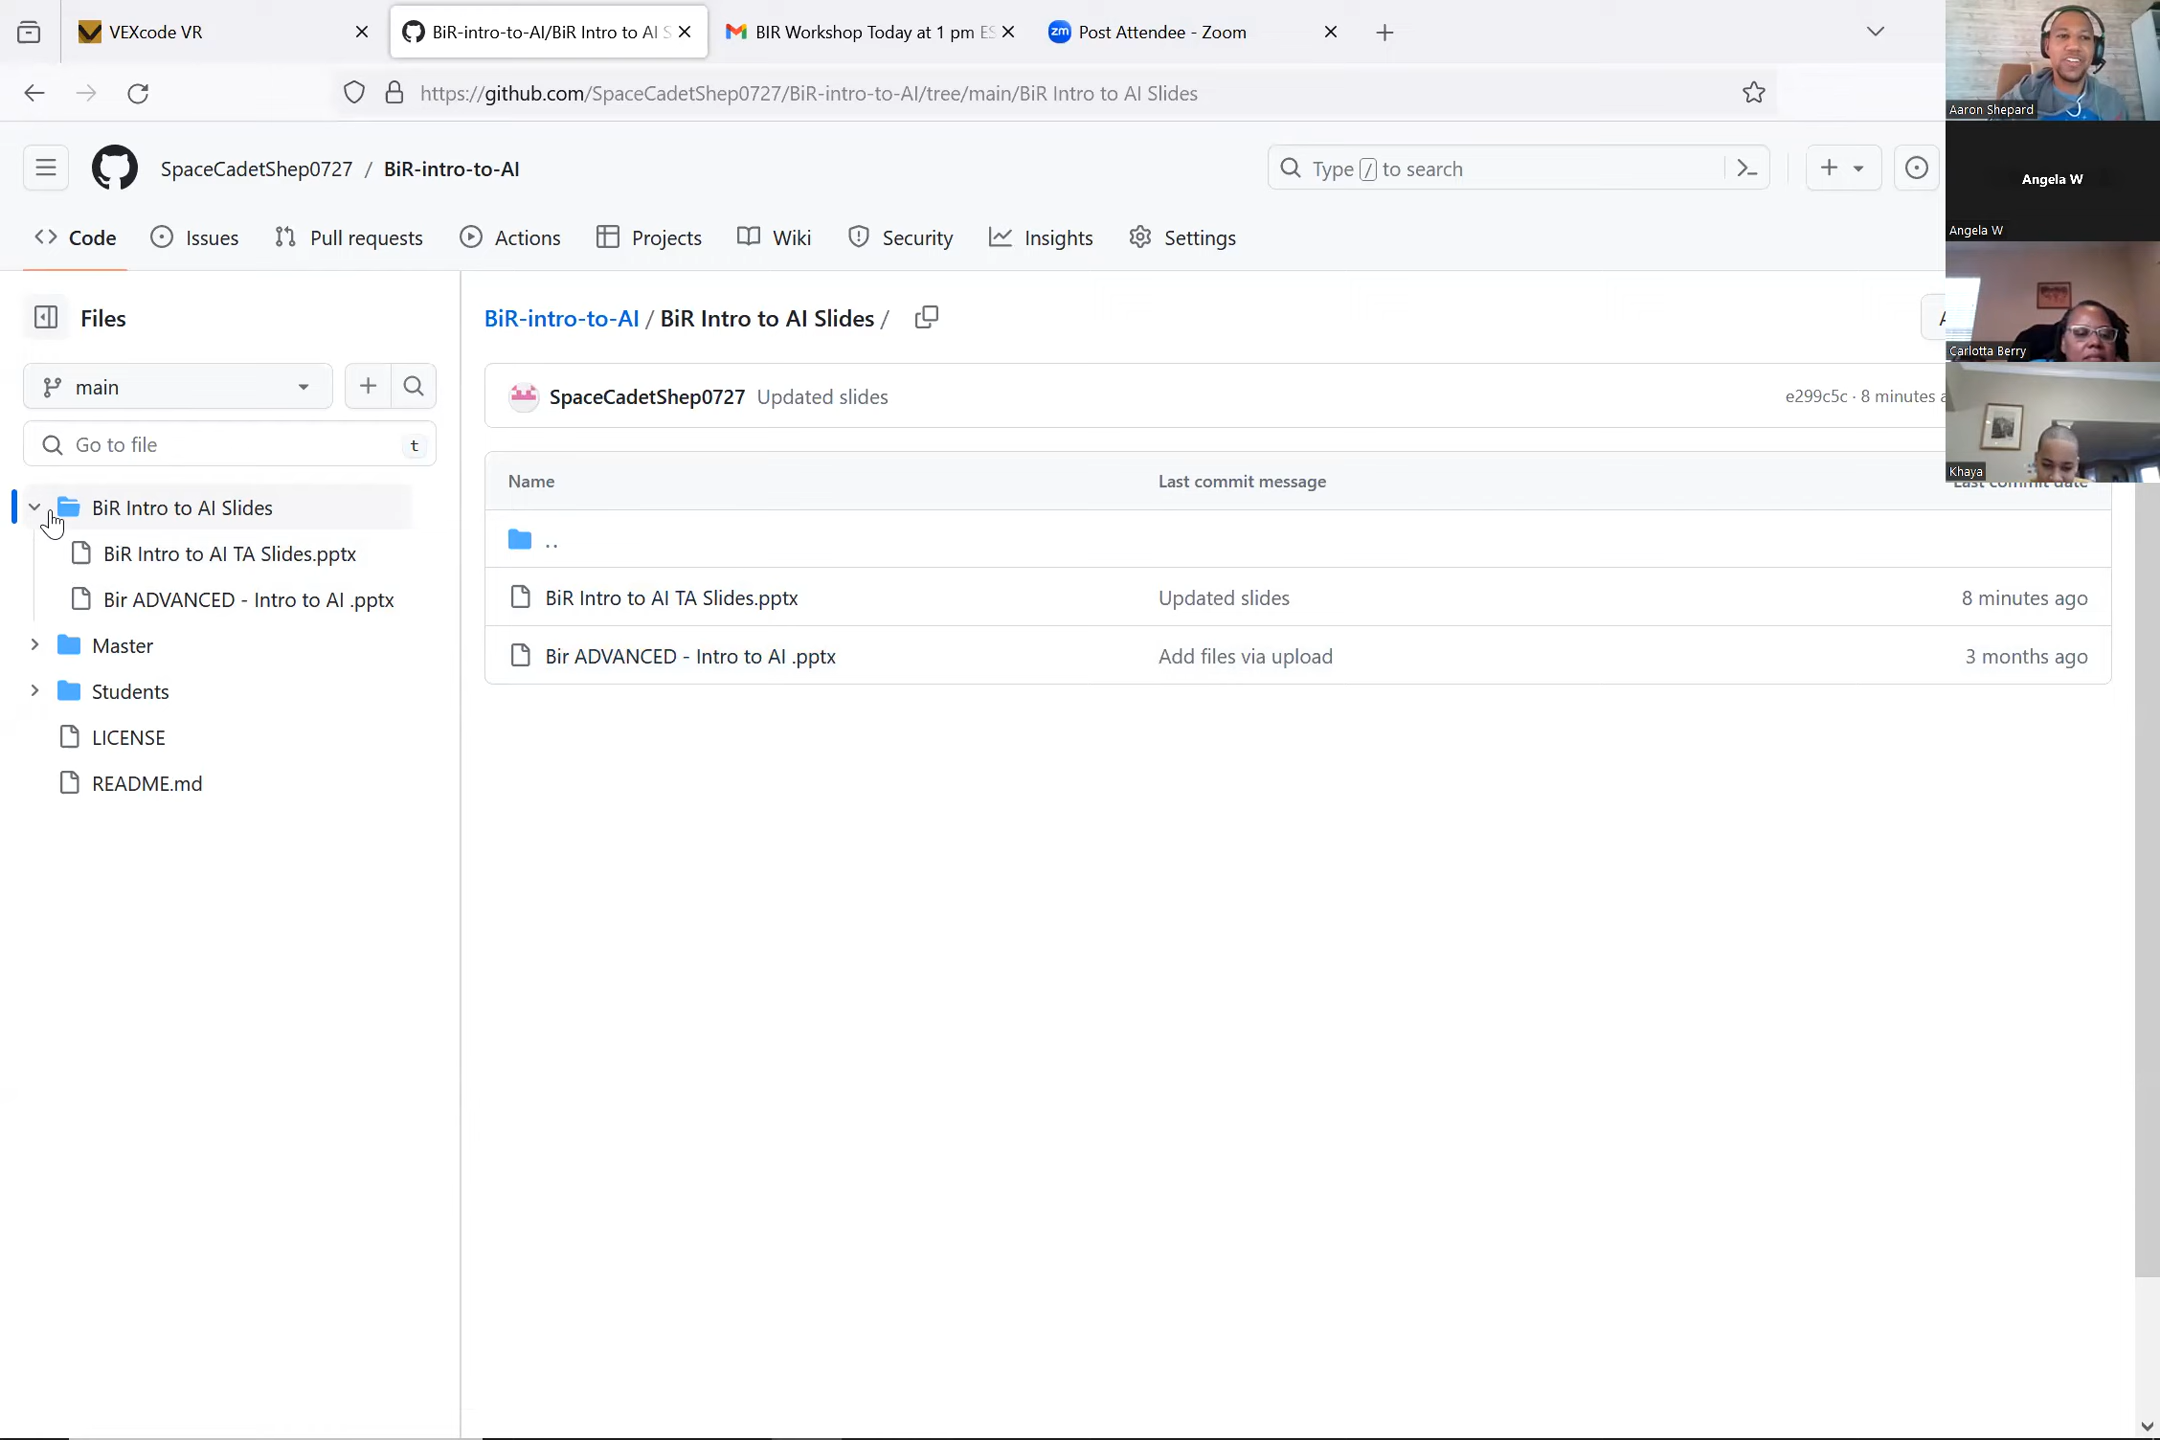 VEXcode VR
BiR-intro-to-AI/BiR Intro to AI S
BIR Workshop Today at 1 pm ES
zm Post Attendee - Zoom
https://github.com/SpaceCadetShep0727/BiR-intro-to-AI/tree/main/BiR Intro to AI Slides
Aaron Shepard
SpaceCadetShep0727 / BiR-intro-to-AI
Type / to search
Angela W
Angela W
Code Issues Pull requests Actions Projects Wiki Security Insights Settings
Files
BiR-intro-to-AI / BiR Intro to AI Slides /
Carlotta Berry
main
SpaceCadetShep0727 Updated slides e299c5c · 8 minutes a
Go to file t
Khaya
Name Last commit message Last commit date
BiR Intro to AI Slides
..
BiR Intro to AI TA Slides.pptx
Bir ADVANCED - Intro to AI .pptx
BiR Intro to AI TA Slides.pptx Updated slides 8 minutes ago
Bir ADVANCED - Intro to AI .pptx Add files via upload 3 months ago
Master
Students
LICENSE
README.md